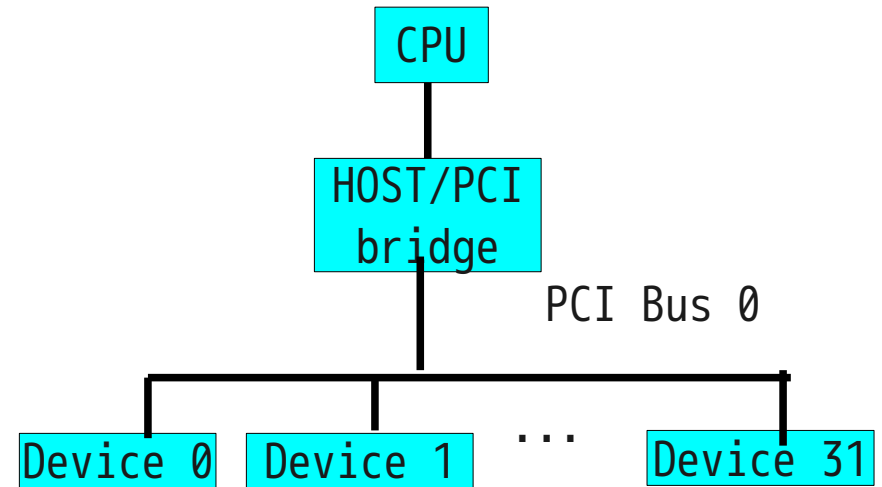 CPU
HOST/PCI
bridge
PCI Bus 0
Device 0
Device 1
...
Device 31